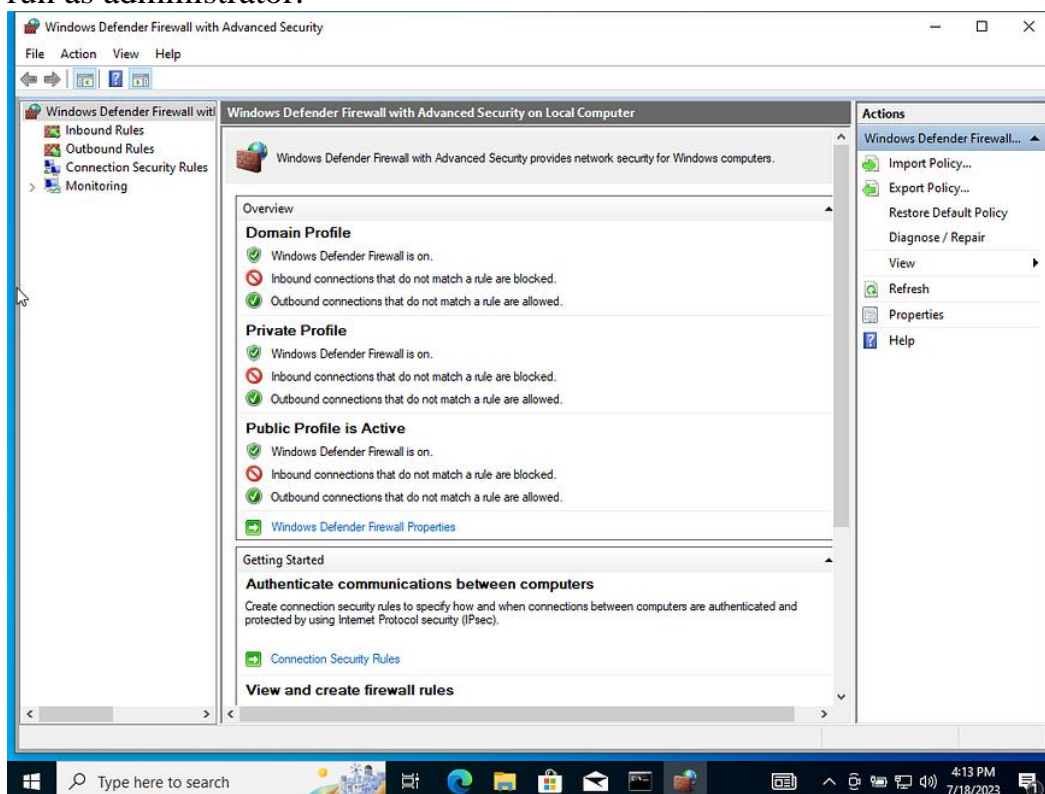 run as administrator.
Windows Defender Firewall with Advanced Security
File Action View Help
Windows Defender Firewall with Advanced Security on Local Computer
Actions
Windows Defender Firewall witl
Inbound Rules
Outbound Rules
Connection Security Rules
Monitoring
Windows Defender Firewall with Advanced Security provides network security for Windows computers.
Overview
Domain Profile
Windows Defender Firewall is on.
Inbound connections that do not match a rule are blocked.
Outbound connections that do not match a rule are allowed.
Private Profile
Windows Defender Firewall is on.
Inbound connections that do not match a rule are blocked.
Outbound connections that do not match a rule are allowed.
Public Profile is Active
Windows Defender Firewall is on.
Inbound connections that do not match a rule are blocked.
Outbound connections that do not match a rule are allowed.
Windows Defender Firewall Properties
Getting Started
Authenticate communications between computers
Create connection security rules to specify how and when connections between computers are authenticated and
protected by using Internet Protocol security (IPsec).
Connection Security Rules
View and create firewall rules
Windows Defender Firewall...
Import Policy...
Export Policy...
Restore Default Policy
Diagnose / Repair
View
Refresh
Properties
Help
Type here to search
4:13 PM
7/18/2023